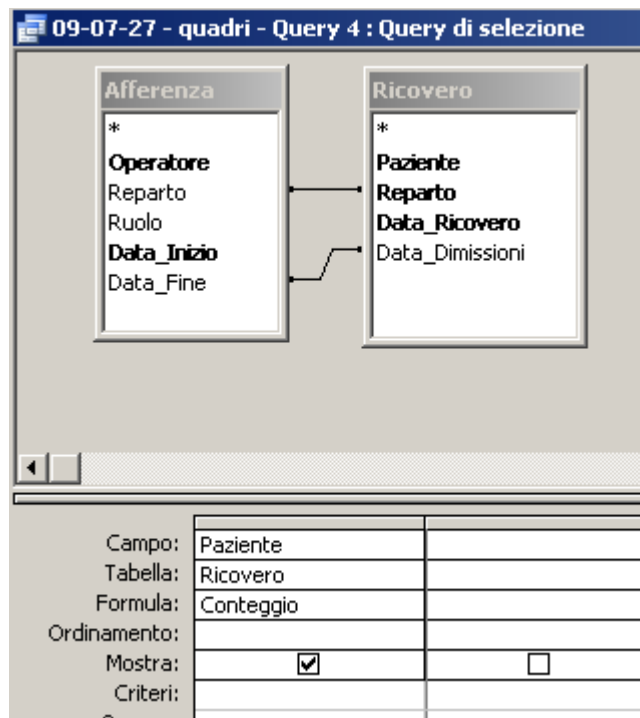 09-07-27 - quadri - Query 4 : Query di selezione
Afferenza
*
Operatore
Reparto
Ruolo
Data_Inizio
Data_Fine
Ricovero
*
Paziente
Reparto
Data_Ricovero
Data_Dimissioni
Campo: Paziente
Tabella: Ricovero
Formula: Conteggio
Ordinamento:
Mostra:
Criteri: